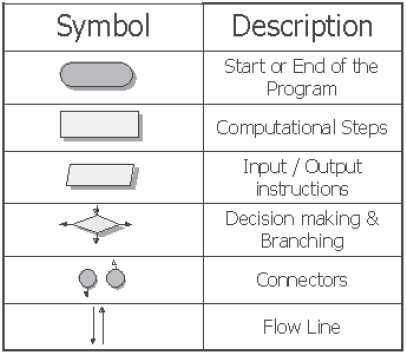 Symbol Description
Start or End of the
Program
Computational Steps
Input / Output
instructions
Decision making &
Branching
Connectors
Flow Line